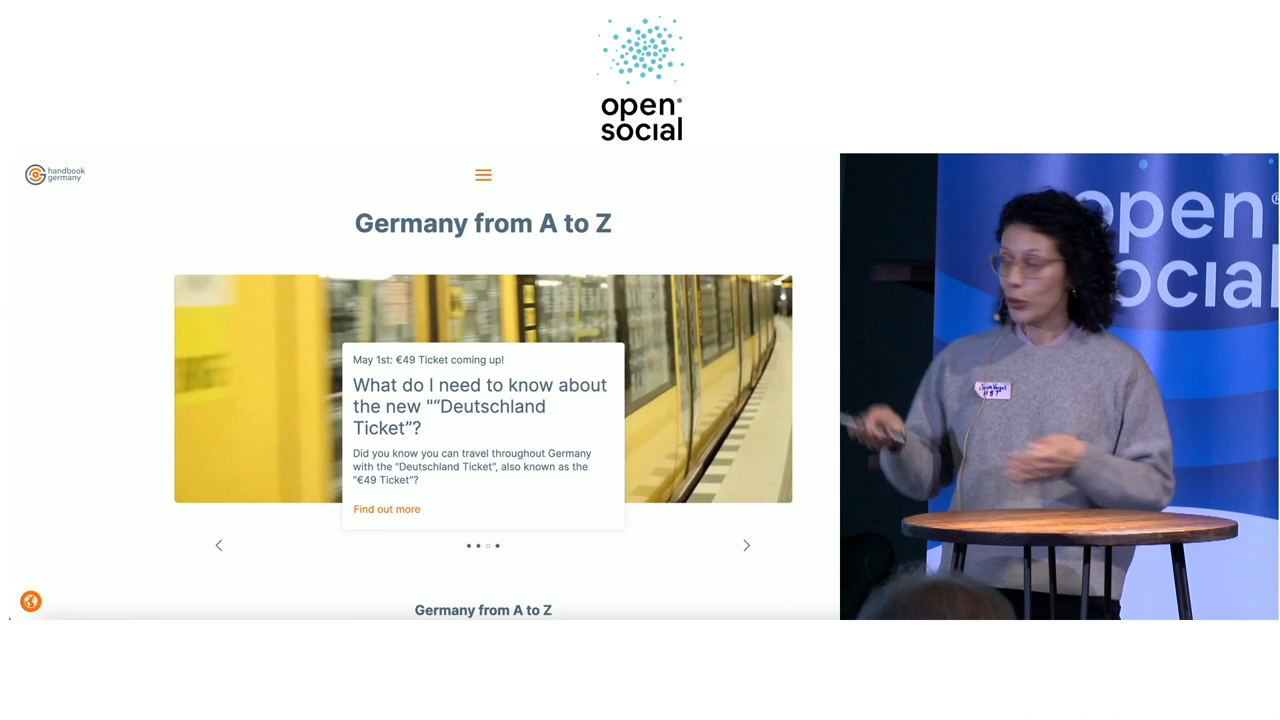 open®
social
handbook
germany
Germany from A to Z
May 1st: €49 Ticket coming up!
What do I need to know about
the new "“Deutschland
Ticket”?
Did you know you can travel throughout Germany
with the “Deutschland Ticket”, also known as the
“€49 Ticket”?
Find out more
Germany from A to Z
open®
social